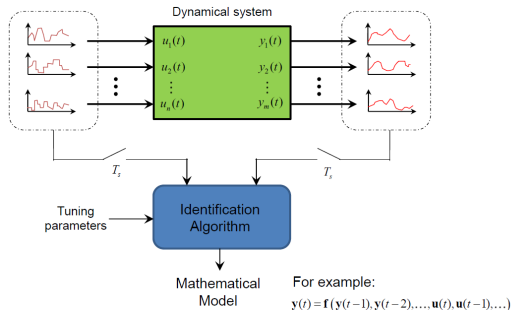 Dynamical system
u₁(t) y₁(t)
u₂(t) y₂(t)
⋮ ⋮
uₙ(t) yₘ(t)
Tₛ Tₛ
Tuning
parameters
Identification
Algorithm
Mathematical
Model
For example:
y(t) = f (y(t−1), y(t−2),…, u(t), u(t−1),…)